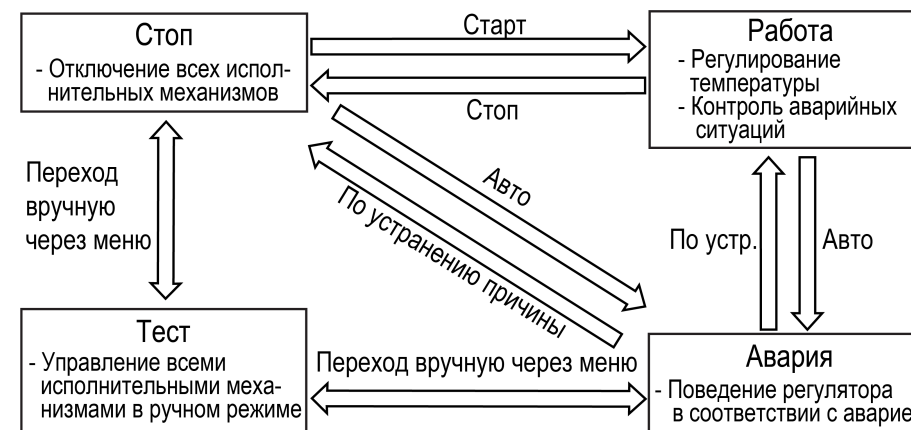 Стоп
- Отключение всех испол-
нительных механизмов
Старт
Стоп
Работа
- Регулирование
температуры
- Контроль аварийных
ситуаций
Переход
вручную
через меню
Авто
По устранению причины
По устр.
Авто
Тест
- Управление всеми
исполнительными меха-
низмами в ручном режиме
Переход вручную через меню
Авария
- Поведение регулятора
в соответствии с аварие